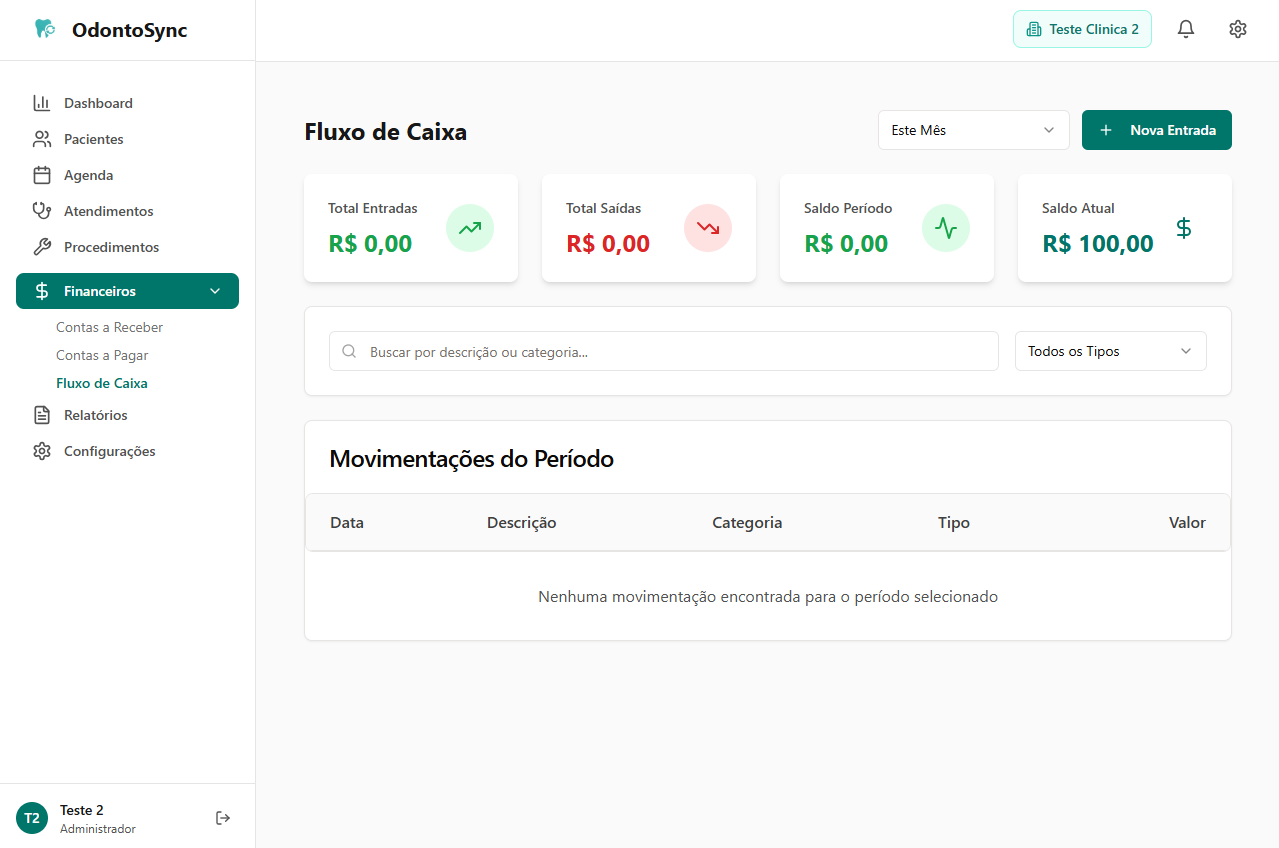 OdontoSync
Teste Clinica 2
Dashboard
Pacientes
Agenda
Atendimentos
Procedimentos
Financeiros
Contas a Receber
Contas a Pagar
Fluxo de Caixa
Relatórios
Configurações
Teste 2
Administrador
T2
Fluxo de Caixa
Este Mês
Nova Entrada
Total Entradas
R$ 0,00
Total Saídas
R$ 0,00
Saldo Período
R$ 0,00
Saldo Atual
R$ 100,00
Buscar por descrição ou categoria...
Todos os Tipos
Movimentações do Período
Data Descrição Categoria Tipo Valor
Nenhuma movimentação encontrada para o período selecionado